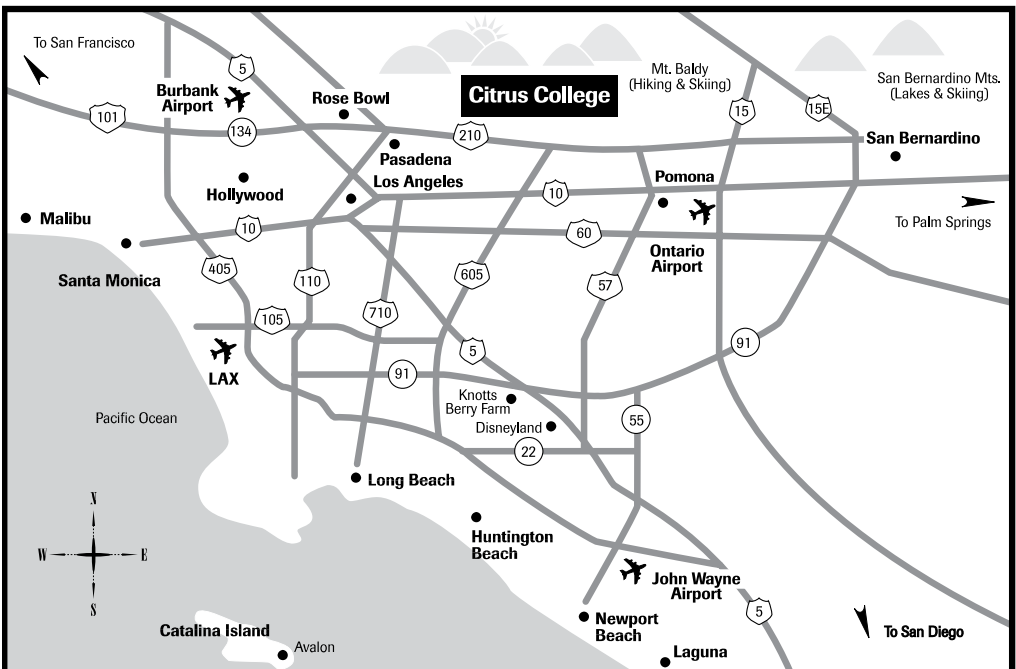 To San Francisco
5
Burbank
Airport
101
134
Rose Bowl
Citrus College
Mt. Baldy
(Hiking & Skiing)
San Bernardino Mts.
(Lakes & Skiing)
15
15E
210
San Bernardino
Pasadena
Hollywood
Los Angeles
10
Pomona
Malibu
10
60
To Palm Springs
Ontario
Airport
Santa Monica
405
110
605
57
105
710
5
91
LAX
91
Knotts
Berry Farm
Disneyland
55
Pacific Ocean
22
Long Beach
N
W
E
S
Huntington
Beach
John Wayne
Airport
5
Newport
Beach
To San Diego
Catalina Island
Avalon
Laguna